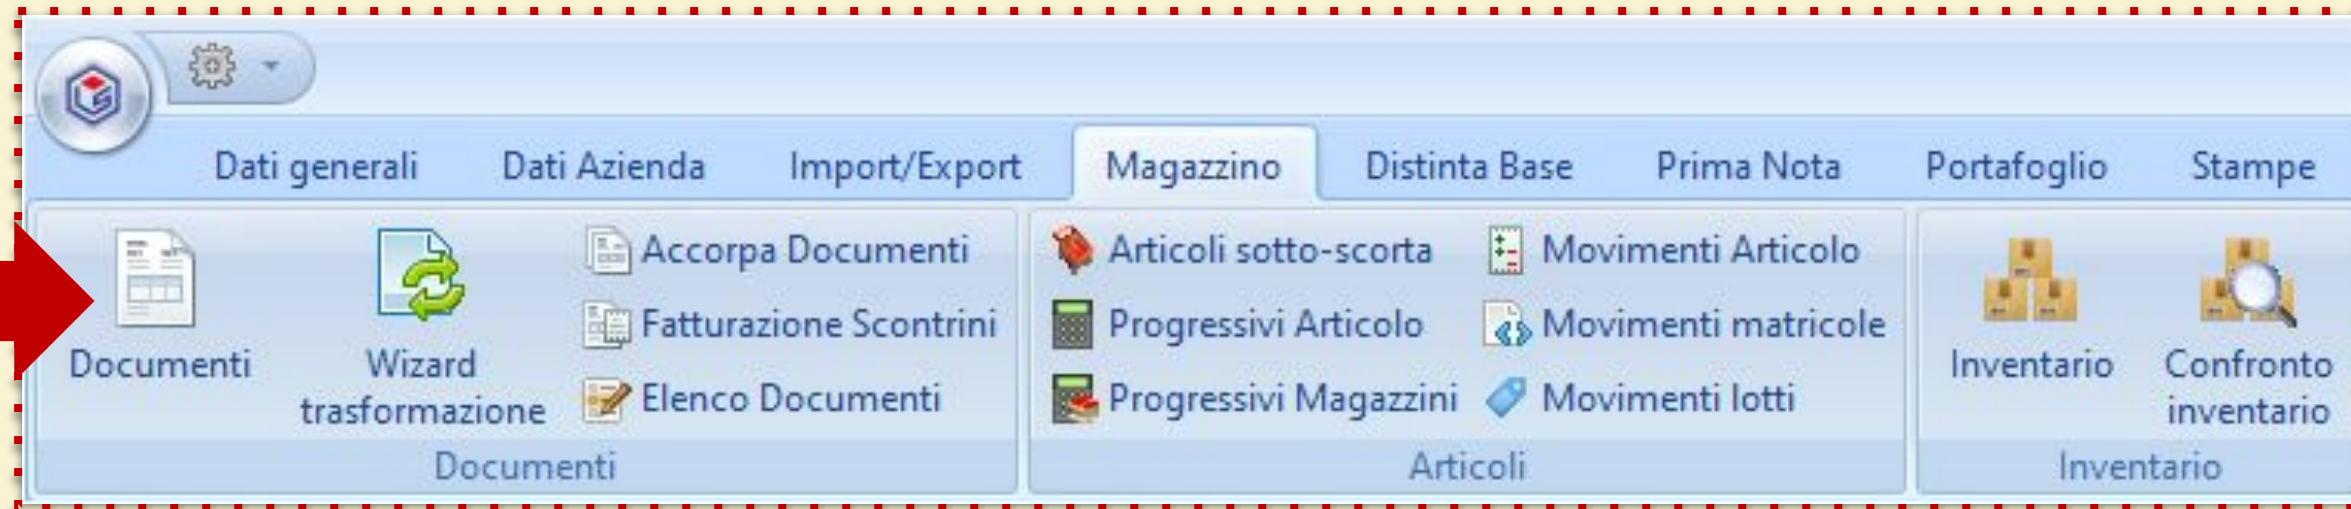 Dati generali Dati Azienda Import/Export Magazzino Distinta Base Prima Nota Portafoglio Stampe
Documenti
Wizard
trasformazione
Accorpa Documenti
Fatturazione Scontrini
Elenco Documenti
Documenti
Articoli sotto-scorta
Progressivi Articolo
Progressivi Magazzini
Movimenti Articolo
Movimenti matricole
Movimenti lotti
Articoli
Inventario
Confronto
inventario
Inventario